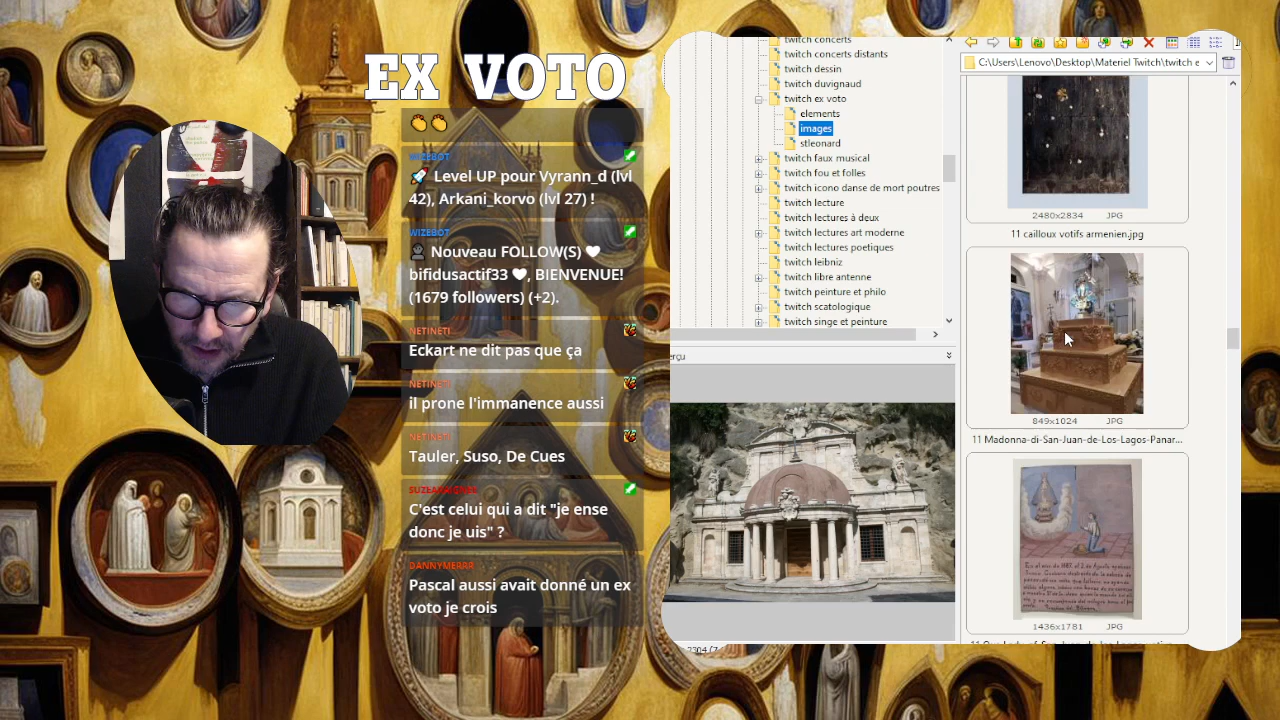 EX VOTO
WIZEBOT
Level UP pour Vyrann_d (lvl
42), Arkani_korvo (lvl 27) !
WIZEBOT
Nouveau FOLLOW(S)
bifidusactif33 , BIENVENUE!
(1679 followers) (+2).
NETINETI
Eckart ne dit pas que ça
NETINETI
il prone l'immanence aussi
NETINETI
Tauler, Suso, De Cues
C'est celui qui a dit "je ense
donc je uis" ?
DANNYMERRR
Pascal aussi avait donné un ex
voto je crois
twitch concerts
twitch concerts distants
twitch dessin
twitch duvignaud
twitch ex voto
elements
images
stleonard
twitch faux musical
twitch fou et folles
twitch icono danse de mort poutres
twitch lecture
twitch lectures à deux
twitch lectures art moderne
twitch lectures poetiques
twitch leibniz
twitch libre antenne
twitch peinture et philo
twitch scatologique
twitch singe et peinture
erçu
C:\Users\Lenovo\Desktop\Materiel Twitch\twitch e
2480x2834 JPG
11 cailloux votifs armenien.jpg
849x1024 JPG
11 Madonna-di-San-Juan-de-Los-Lagos-Panar...
1436x1781 JPG